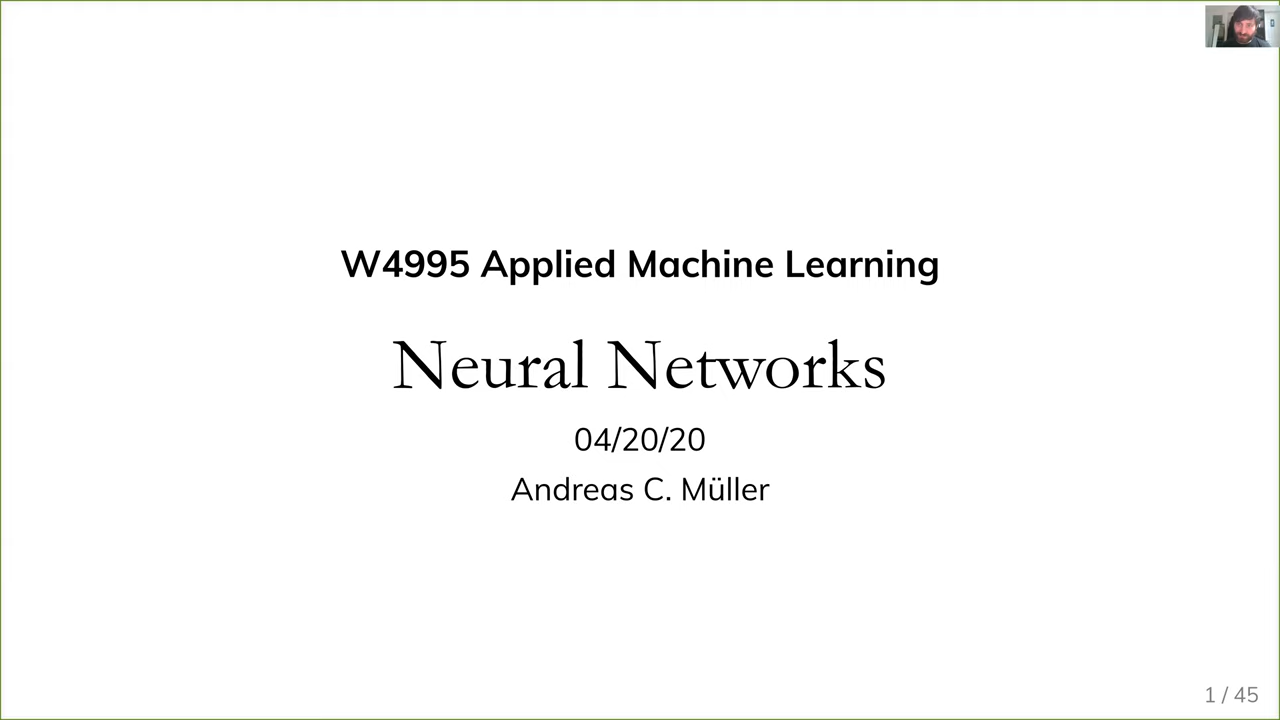 W4995 Applied Machine Learning
Neural Networks
04/20/20
Andreas C. Müller
1 / 45